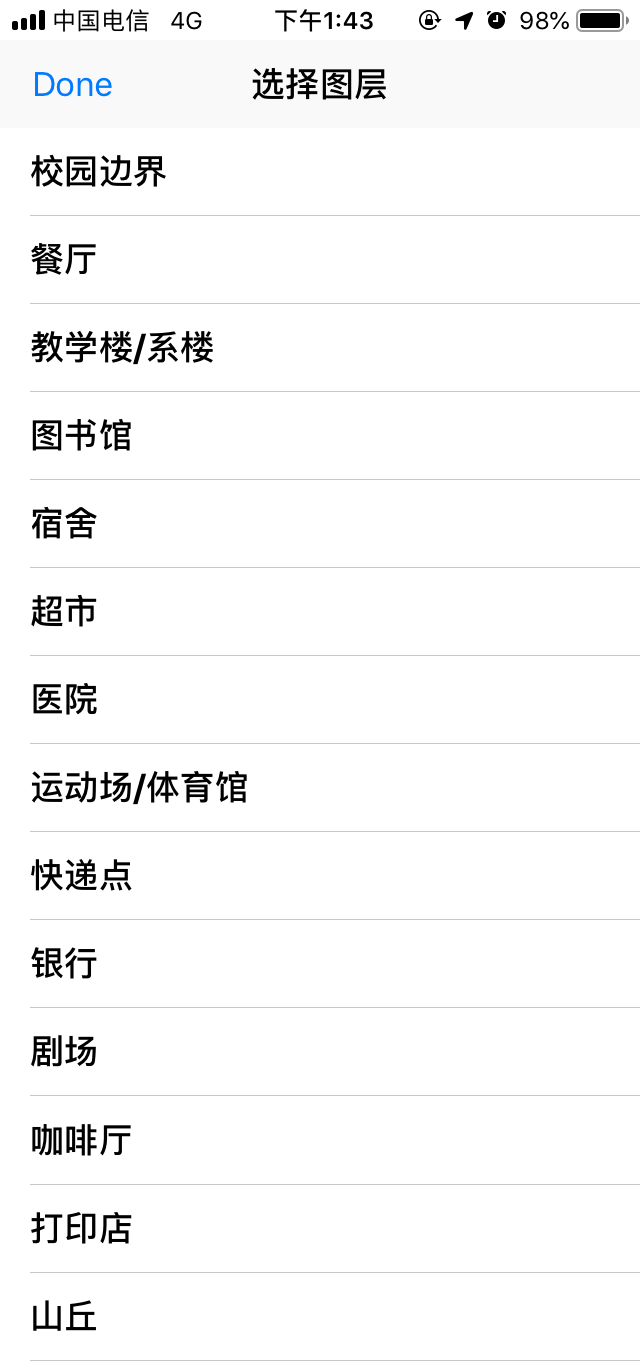 中国电信 4G 下午1:43 98%
Done 选择图层
校园边界
餐厅
教学楼/系楼
图书馆
宿舍
超市
医院
运动场/体育馆
快递点
银行
剧场
咖啡厅
打印店
山丘